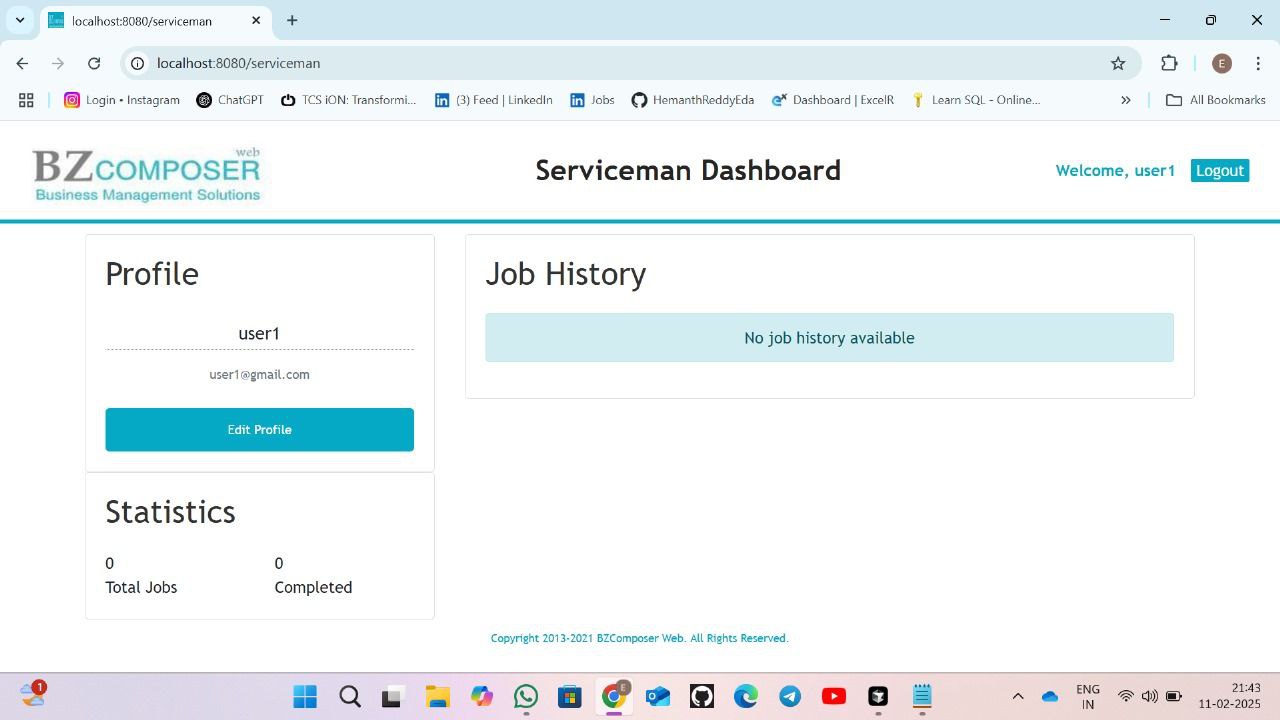 localhost:8080/serviceman
localhost:8080/serviceman
E
Login • Instagram
ChatGPT
TCS iON: Transformi...
(3) Feed | LinkedIn
Jobs
HemanthReddyEda
Dashboard | ExcelR
Learn SQL - Online...
»
All Bookmarks
BZCOMPOSER web
Business Management Solutions
Serviceman Dashboard
Welcome, user1
Logout
Profile
user1
user1@gmail.com
Edit Profile
Job History
No job history available
Statistics
0
Total Jobs
0
Completed
Copyright 2013-2021 BZComposer Web. All Rights Reserved.
1
E
ENG
IN
21:43
11-02-2025